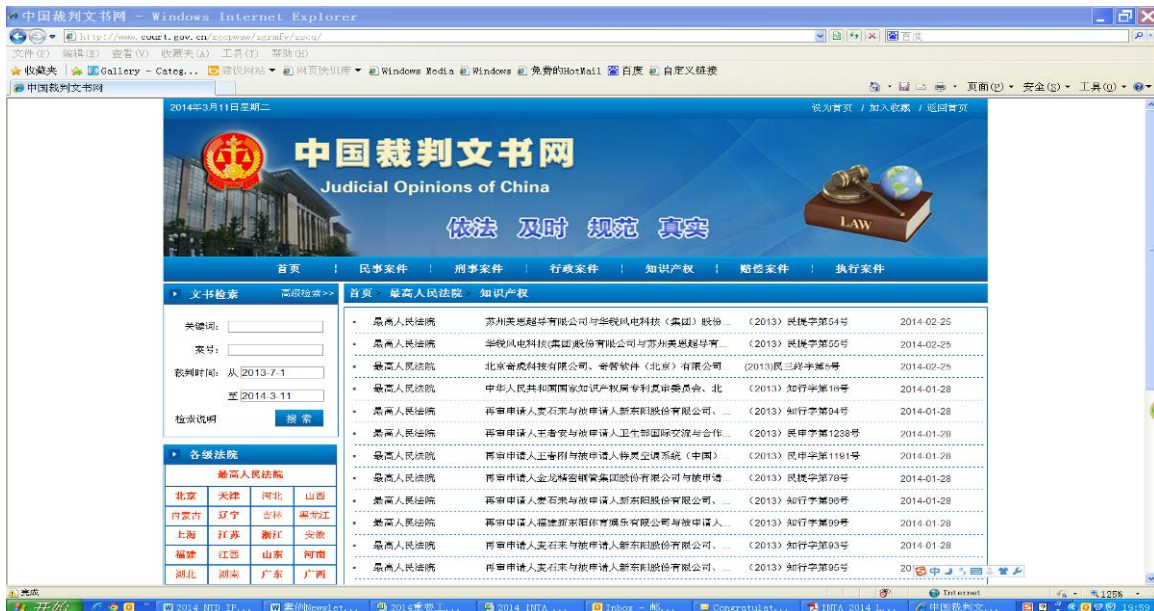 中国裁判文书网 - Windows Internet Explorer
http://www.court.gov.cn/zgcpwsw/zgrmfy/zscq/
百度
文件(F) 编辑(E) 查看(V) 收藏夹(A) 工具(T) 帮助(H)
收藏夹 Gallery - Categ... 建议网站 网页快讯库 Windows Media Windows 免费的HotMail 百度 自定义链接
中国裁判文书网 页面(P) 安全(S) 工具(O)
2014年3月11日星期二 设为首页 / 加入收藏 / 返回首页
中国裁判文书网
Judicial Opinions of China
依法 及时 规范 真实
LAW
首页 民事案件 刑事案件 行政案件 知识产权 赔偿案件 执行案件
文书检索 高级检索>>
关键词:
案号:
裁判时间: 从 2013-7-1
至 2014-3-11
检索说明 搜索
各级法院
最高人民法院
北京 天津 河北 山西
内蒙古 辽宁 吉林 黑龙江
上海 江苏 浙江 安徽
福建 江西 山东 河南
湖北 湖南 广东 广西
首页 最高人民法院 知识产权
最高人民法院 苏州美恩超导有限公司与华锐风电科技（集团）股份... （2013）民提字第54号 2014-02-25
最高人民法院 华锐风电科技(集团)股份有限公司与苏州美恩超导有... （2013）民提字第55号 2014-02-25
最高人民法院 北京奇虎科技有限公司、奇智软件（北京）有限公司 (2013)民三终字第5号 2014-02-25
最高人民法院 中华人民共和国国家知识产权局专利复审委员会、北 （2013）知行字第16号 2014-01-28
最高人民法院 再审申请人麦石来与被申请人新东阳股份有限公司、... （2013）知行字第94号 2014-01-28
最高人民法院 再审申请人王者安与被申请人卫生部国际交流与合作... （2013）民申字第1238号 2014-01-28
最高人民法院 再审申请人王春刚与被申请人特灵空调系统（中国）... （2013）民申字第1191号 2014-01-28
最高人民法院 再审申请人金龙精密铜管集团股份有限公司与被申请... （2013）民提字第78号 2014-01-28
最高人民法院 再审申请人麦石来与被申请人新东阳股份有限公司、... （2013）知行字第96号 2014-01-28
最高人民法院 再审申请人福建新东阳体育娱乐有限公司与被申请人... （2013）知行字第99号 2014-01-28
最高人民法院 再审申请人麦石来与被申请人新东阳股份有限公司、... （2013）知行字第93号 2014-01-28
最高人民法院 再审申请人麦石来与被申请人新东阳股份有限公司、... （2013）知行字第95号 20
中
完成 Internet 125%
开始 2014 NTD IP... 案例Newslet... 2014重要工... 2014 INTA ... Inbox - 邮... Congratulat... INTA 2014 L... 中国裁判文... 19:59